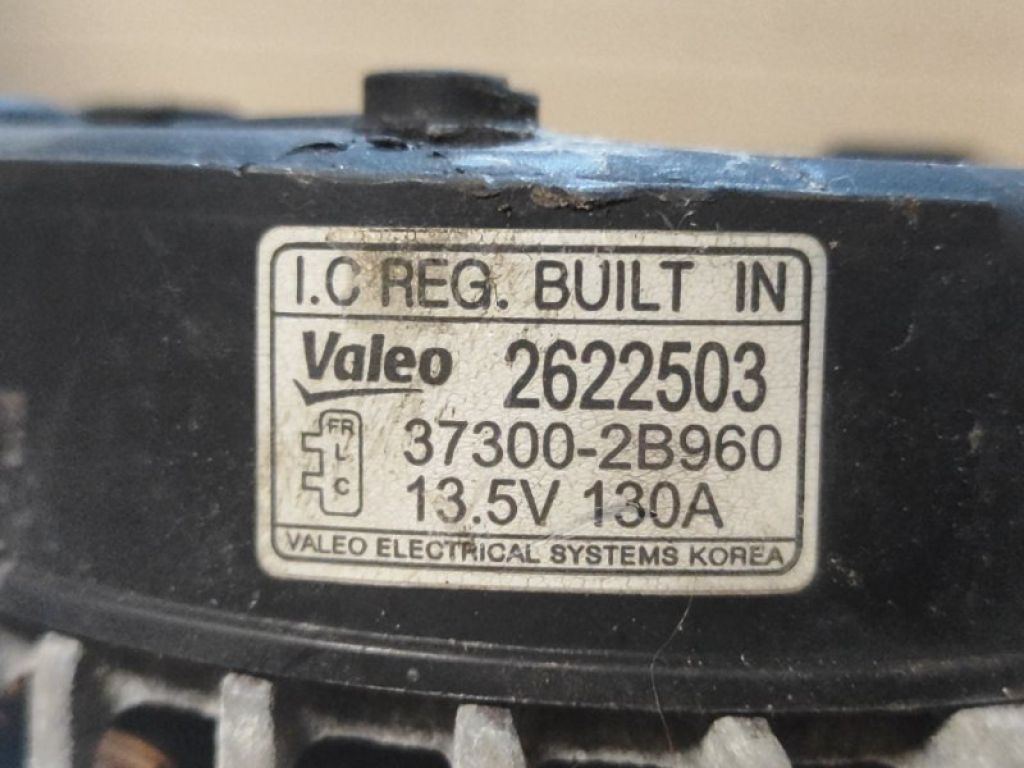 I.C REG. BUILT IN
Valeo 2622503
FR
L
C
37300-2B960
13.5V 130A
VALEO ELECTRICAL SYSTEMS KOREA